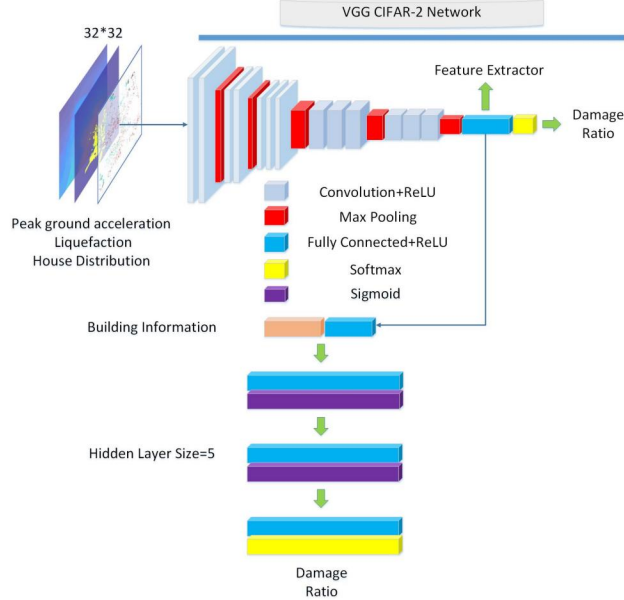 VGG CIFAR-2 Network
32*32
Feature Extractor
Damage
Ratio
Peak ground acceleration
Liquefaction
House Distribution
Convolution+ReLU
Max Pooling
Fully Connected+ReLU
Softmax
Sigmoid
Building Information
Hidden Layer Size=5
Damage
Ratio